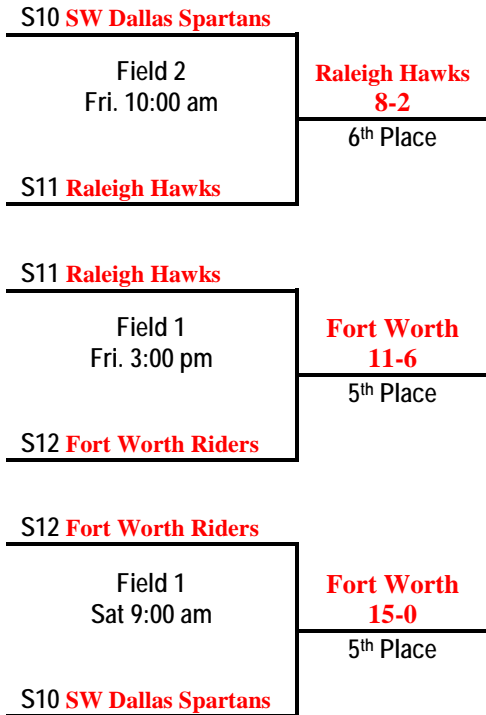 S10 SW Dallas Spartans
Field 2
Fri. 10:00 am
Raleigh Hawks
8-2
6th Place
S11 Raleigh Hawks
S11 Raleigh Hawks
Field 1
Fri. 3:00 pm
Fort Worth
11-6
5th Place
S12 Fort Worth Riders
S12 Fort Worth Riders
Field 1
Sat 9:00 am
Fort Worth
15-0
5th Place
S10 SW Dallas Spartans